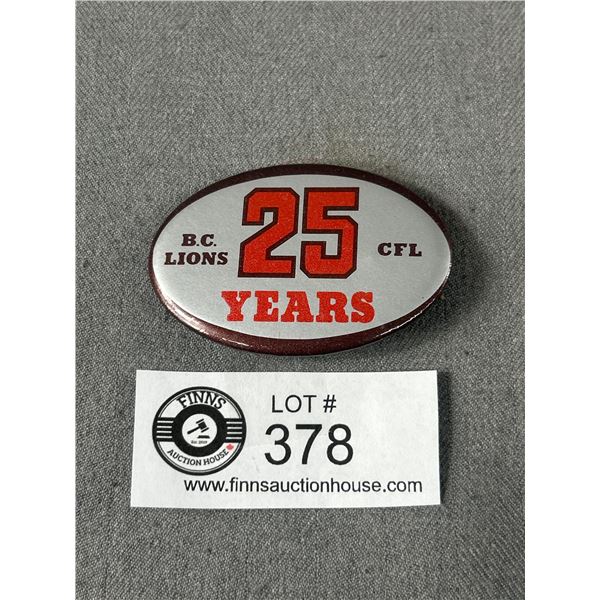 B.C.
LIONS
25
YEARS
CFL
FINNS
AUCTION HOUSE
LOT #
378
www.finnsauctionhouse.com